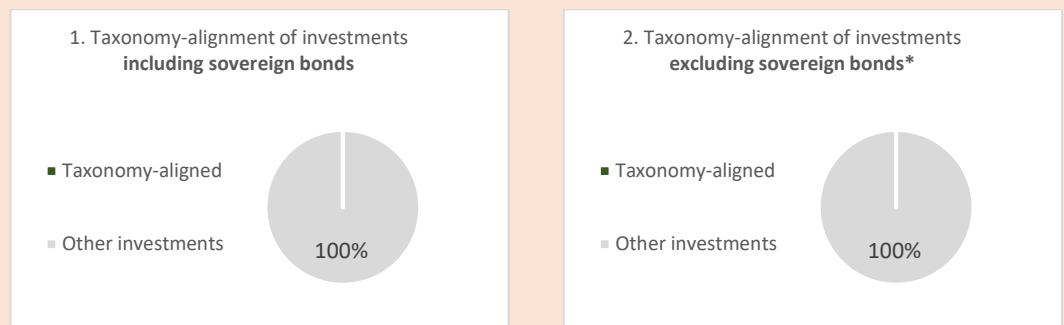 1. Taxonomy-alignment of investments
including sovereign bonds
Taxonomy-aligned
Other investments
100%
2. Taxonomy-alignment of investments
excluding sovereign bonds*
Taxonomy-aligned
Other investments
100%